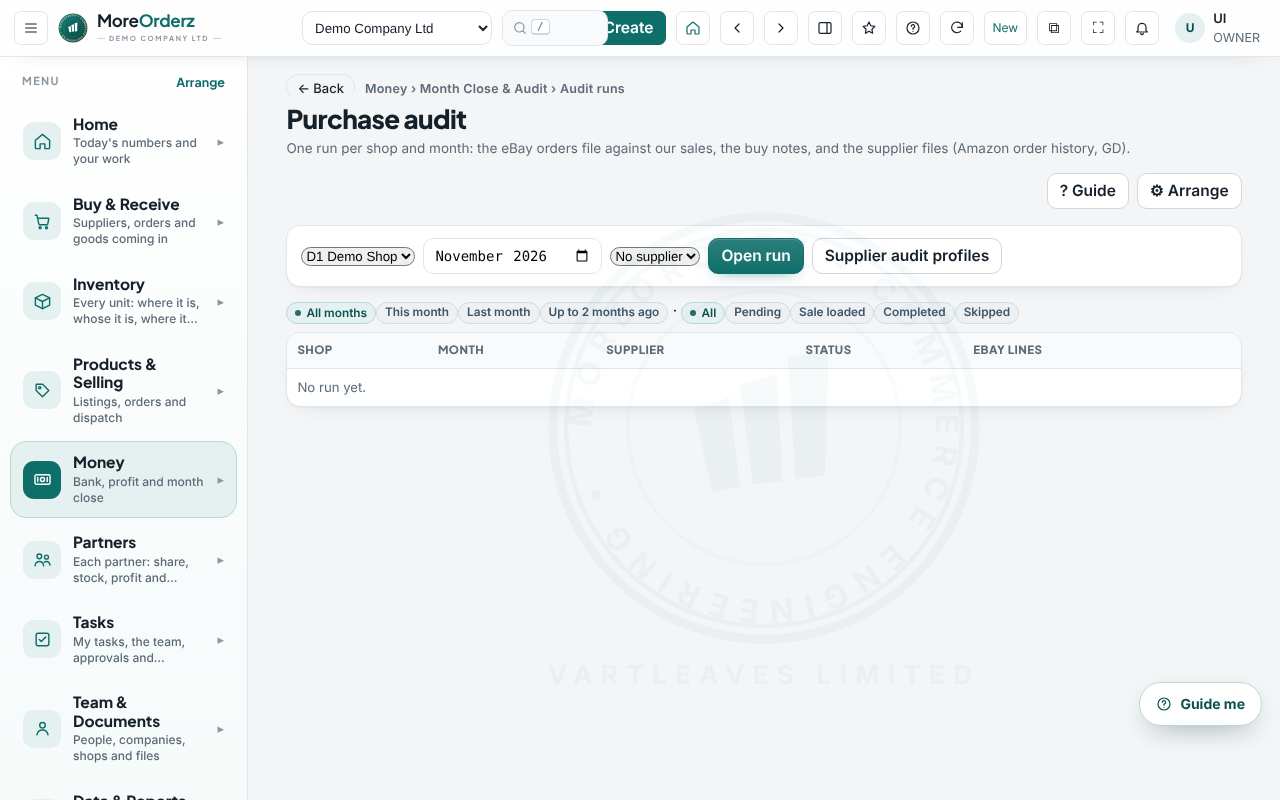 MoreOrderz
— DEMO COMPANY LTD —
Demo Company Ltd
/
Create
New
U
UI
OWNER
MENU
Arrange
Home
Today's numbers and
your work
Buy & Receive
Suppliers, orders and
goods coming in
Inventory
Every unit: where it is,
whose it is, where it...
Products &
Selling
Listings, orders and
dispatch
Money
Bank, profit and month
close
Partners
Each partner: share,
stock, profit and...
Tasks
My tasks, the team,
approvals and...
Team &
Documents
People, companies,
shops and files
Data & Reports
← Back
Money › Month Close & Audit › Audit runs
Purchase audit
One run per shop and month: the eBay orders file against our sales, the buy notes, and the supplier files (Amazon order history, GD).
? Guide
⚙ Arrange
D1 Demo Shop
November 2026
No supplier
Open run
Supplier audit profiles
All months
This month
Last month
Up to 2 months ago
·
All
Pending
Sale loaded
Completed
Skipped
SHOP MONTH SUPPLIER STATUS EBAY LINES
No run yet.
VARTLEAVES LIMITED
Guide me